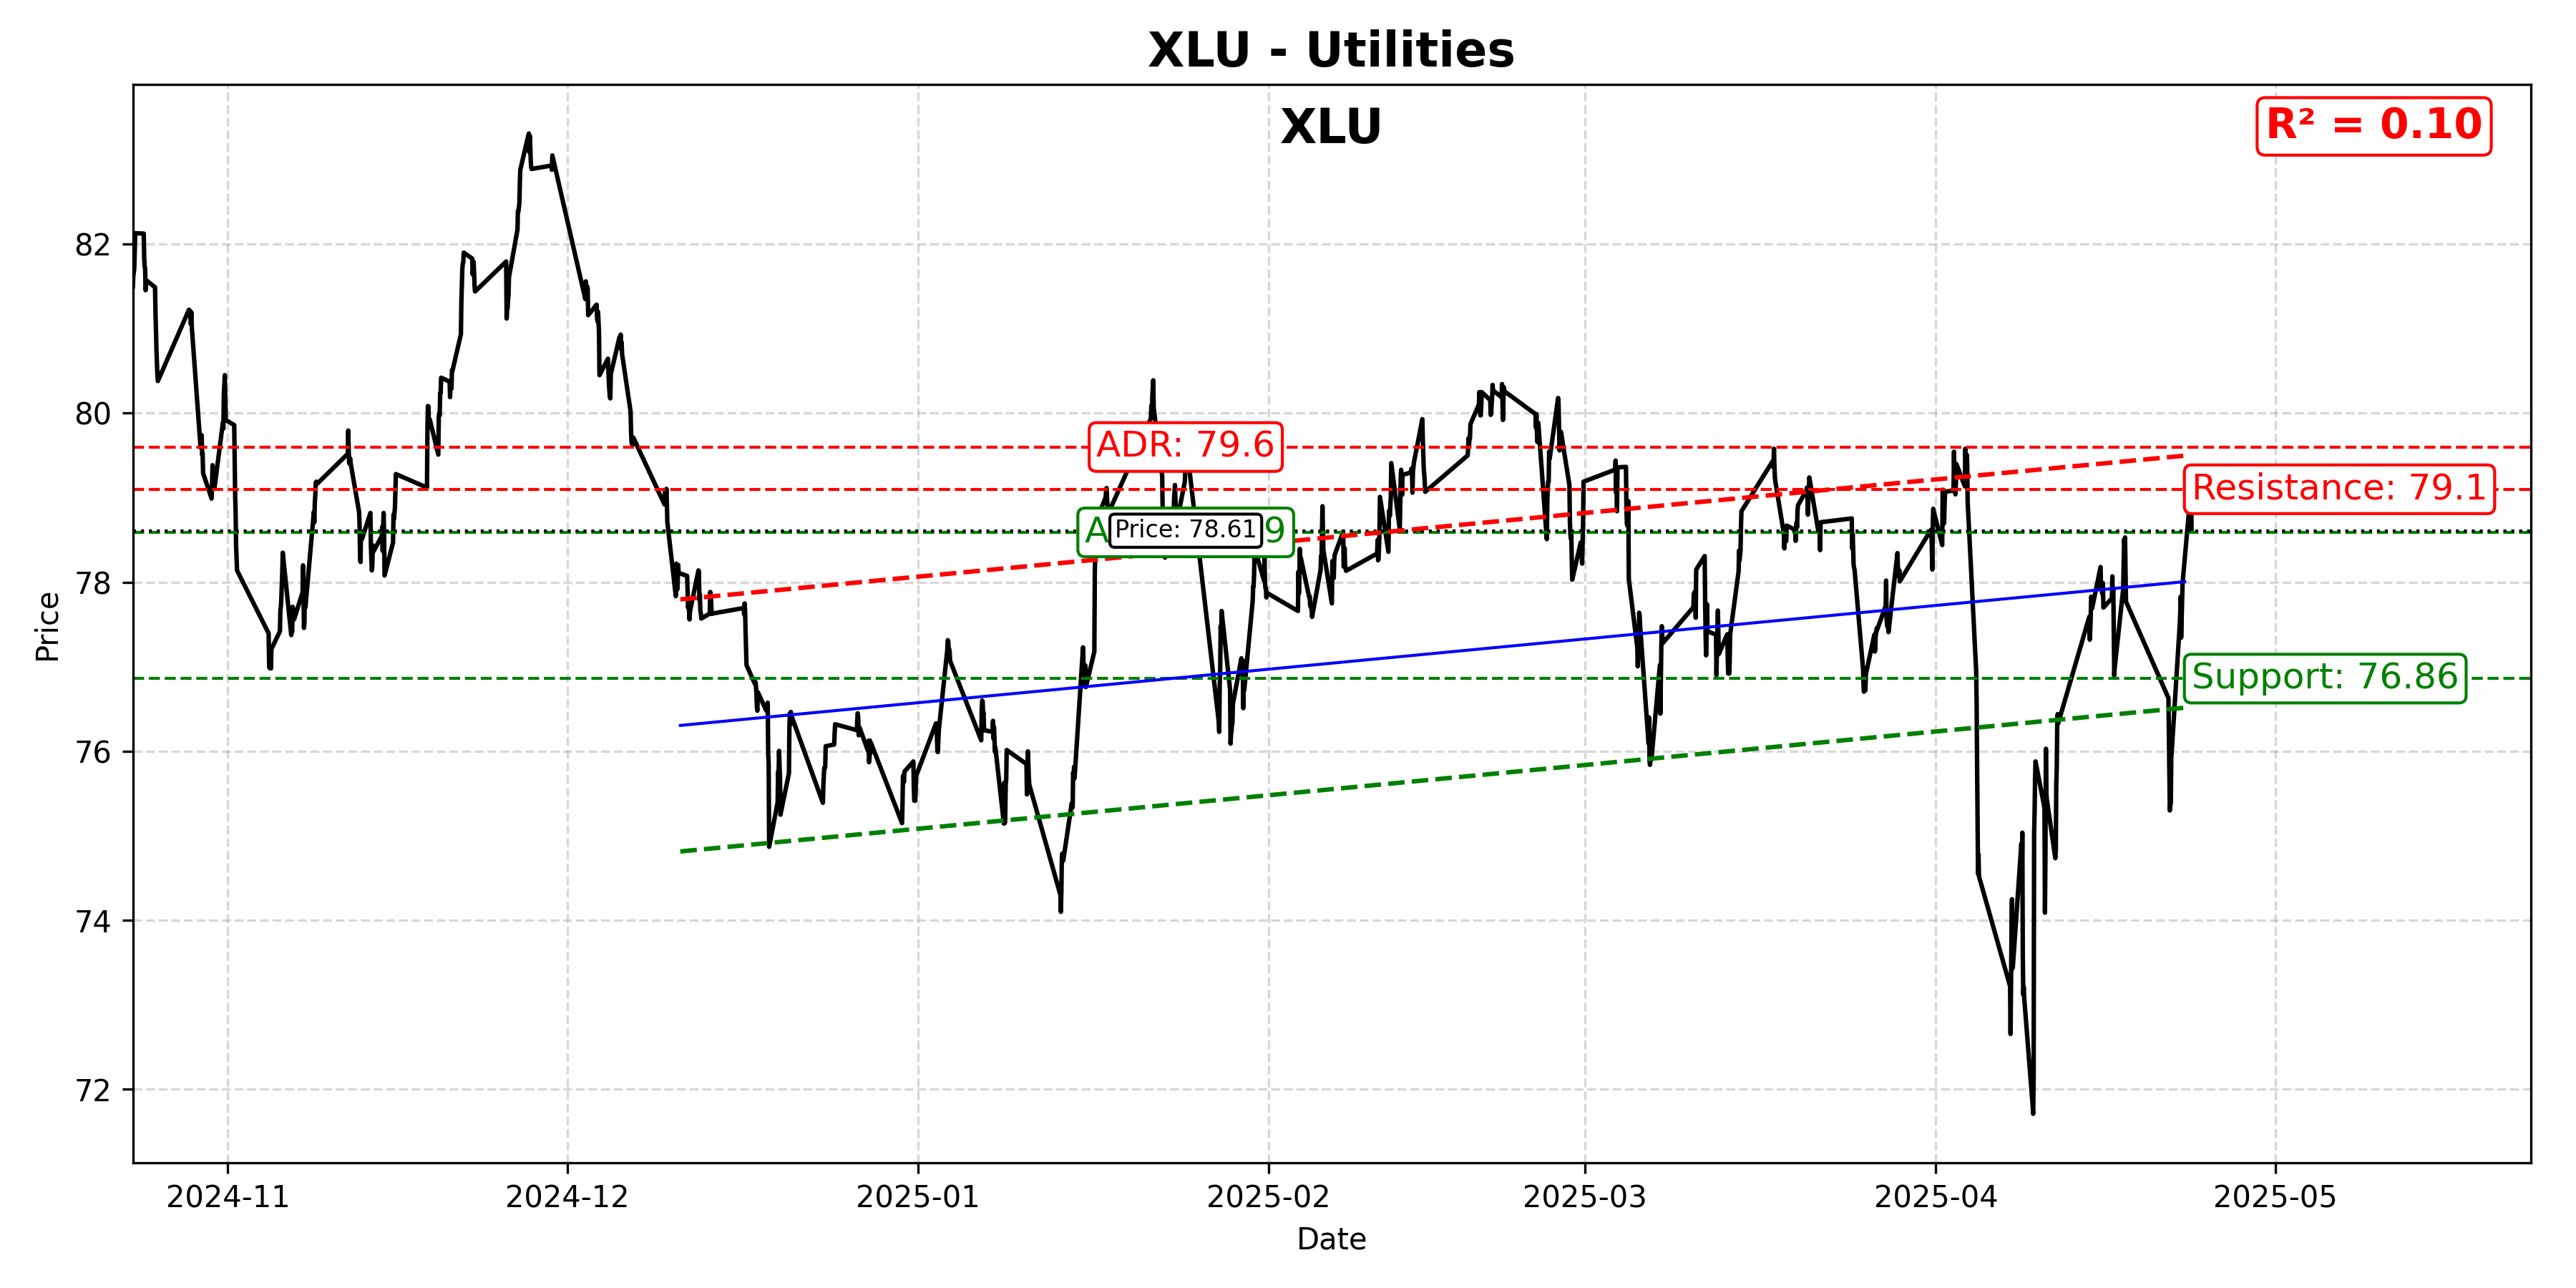 XLU - Utilities
XLU
R² = 0.10
82
80
78
76
74
72
Price
ADR: 79.6
Resistance: 79.1
Price: 78.61
Support: 76.86
2024-11
2024-12
2025-01
2025-02
2025-03
2025-04
2025-05
Date